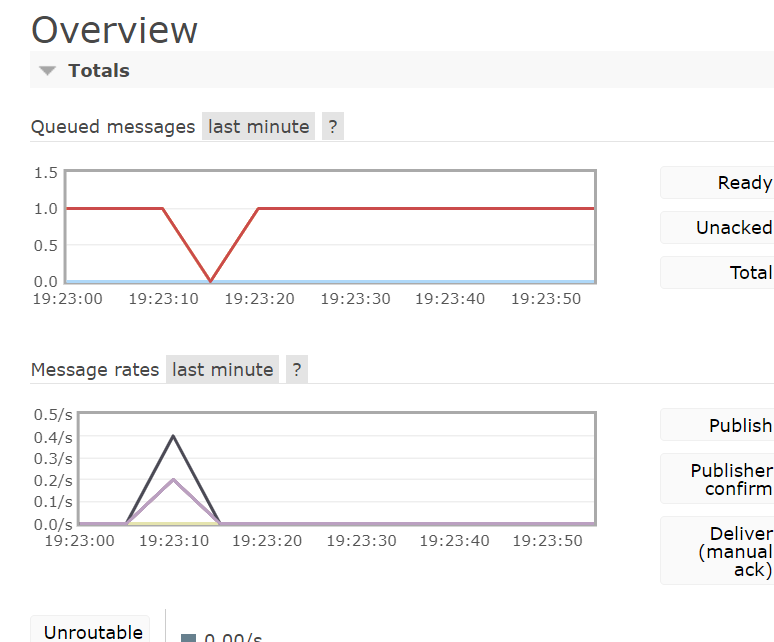 Overview
Totals
Queued messages last minute ?
1.5
1.0
0.5
0.0
19:23:00 19:23:10 19:23:20 19:23:30 19:23:40 19:23:50
Ready
Unacked
Total
Message rates last minute ?
0.5/s
0.4/s
0.3/s
0.2/s
0.1/s
0.0/s
19:23:00 19:23:10 19:23:20 19:23:30 19:23:40 19:23:50
Publish
Publisher
confirm
Deliver
(manual
ack)
Unroutable
0.00/s